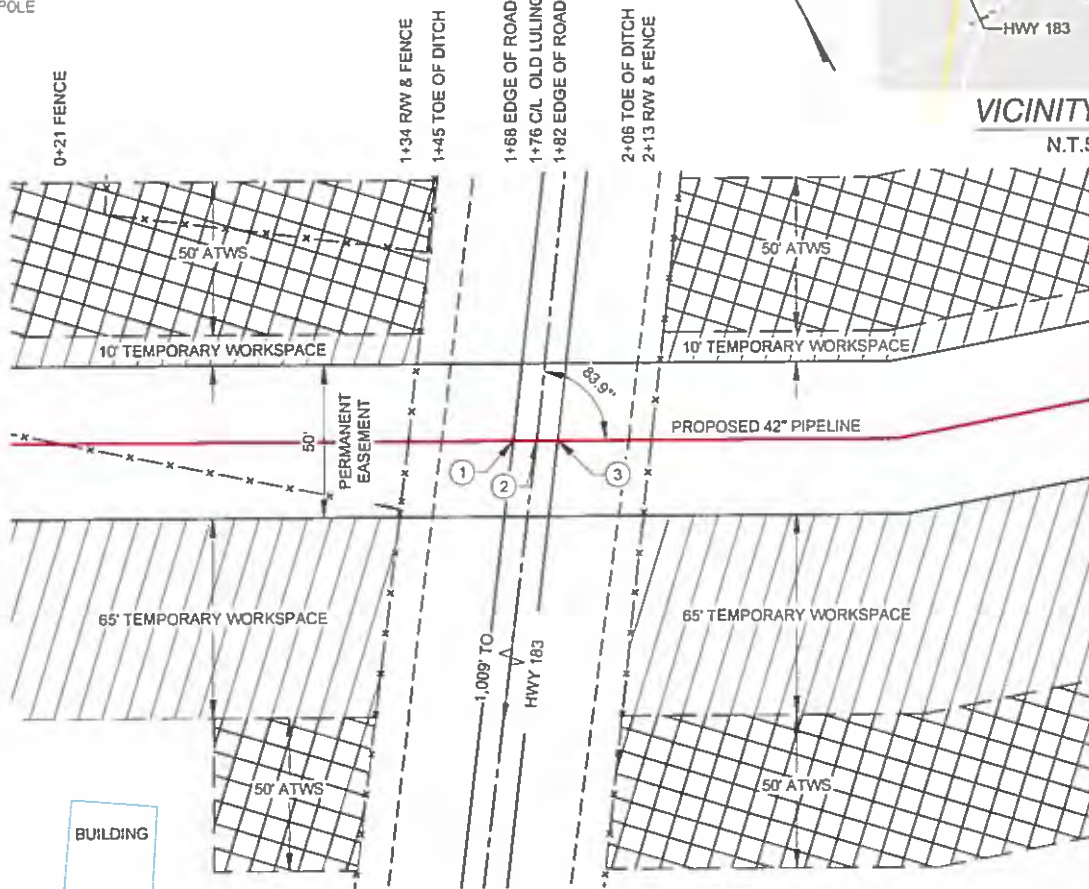 POLE
0+21 FENCE
1+34 R/W & FENCE
1+45 TOE OF DITCH
1+68 EDGE OF ROAD
1+76 C/L OLD LULING
1+82 EDGE OF ROAD
2+06 TOE OF DITCH
2+13 R/W & FENCE
HWY 183
VICINITY
N.T.S
50' ATWS
50' ATWS
10' TEMPORARY WORKSPACE
10' TEMPORARY WORKSPACE
83.9°
50'
PERMANENT
EASEMENT
PROPOSED 42" PIPELINE
1
2
3
65' TEMPORARY WORKSPACE
65' TEMPORARY WORKSPACE
1,009' TO
HWY 183
50' ATWS
50' ATWS
BUILDING